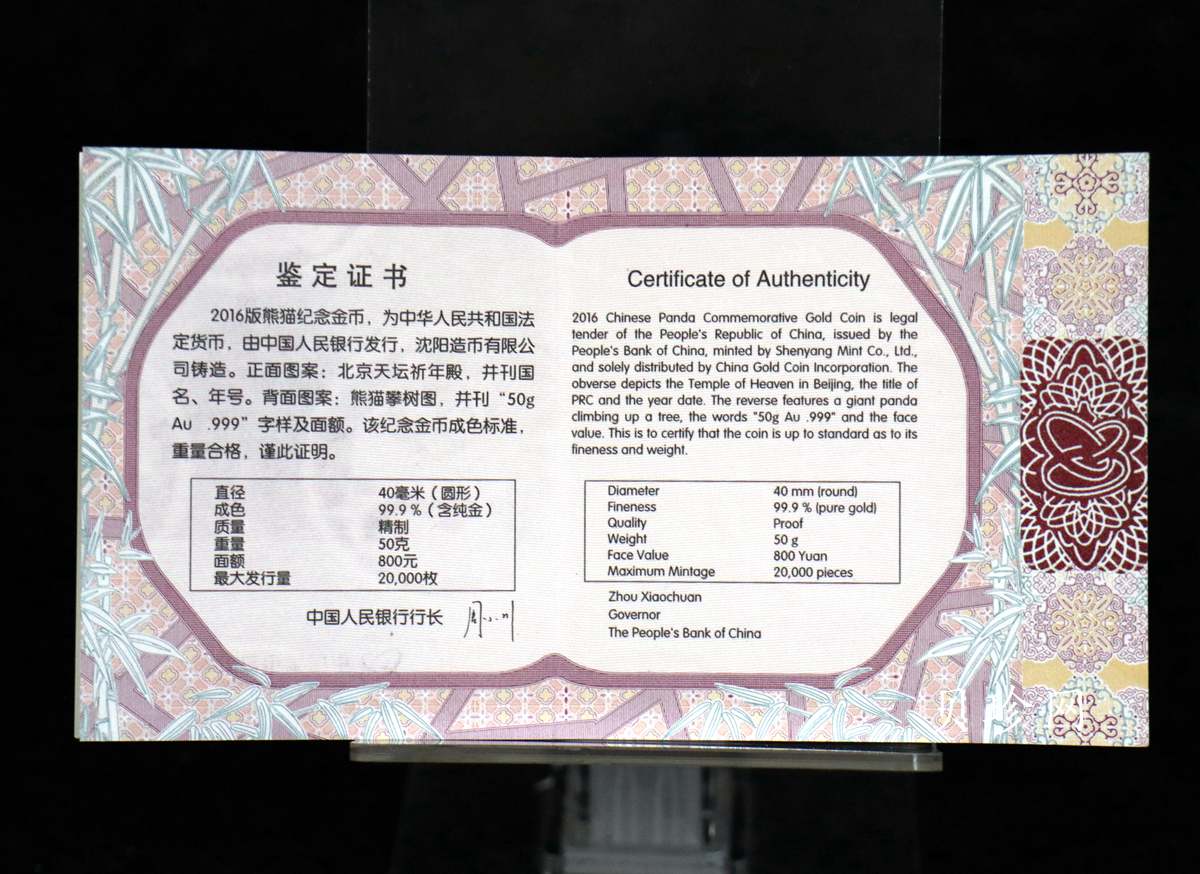 鉴定证书
2016版熊猫纪念金币，为中华人民共和国法
定货币，由中国人民银行发行，沈阳造币有限公
司铸造。正面图案：北京天坛祈年殿，并刊国
名、年号。背面图案：熊猫攀树图，并刊“50g
Au .999”字样及面额。该纪念金币成色标准，
重量合格，谨此证明。
直径 40毫米（圆形）
成色 99.9％（含纯金）
质量 精制
重量 50克
面额 800元
最大发行量 20,000枚
中国人民银行行长
Certificate of Authenticity
2016 Chinese Panda Commemorative Gold Coin is legal
tender of the People's Republic of China, issued by the
People's Bank of China, minted by Shenyang Mint Co., Ltd.,
and solely distributed by China Gold Coin Incorporation. The
obverse depicts the Temple of Heaven in Beijing, the title of
PRC and the year date. The reverse features a giant panda
climbing up a tree, the words "50g Au .999" and the face
value. This is to certify that the coin is up to standard as to its
fineness and weight.
Diameter 40 mm (round)
Fineness 99.9 % (pure gold)
Quality Proof
Weight 50 g
Face Value 800 Yuan
Maximum Mintage 20,000 pieces
Zhou Xiaochuan
Governor
The People's Bank of China